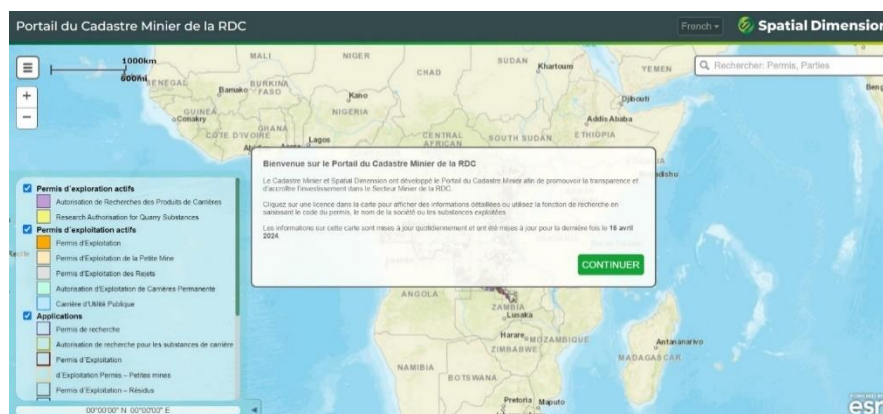 Portail du Cadastre Minier de la RDC
French
Spatial Dimension
1000km
600mi
Rechercher: Permis, Parties
MALI
NIGER
CHAD
SUDAN
Khartoum
YEMEN
SENEGAL
Bamako
BURKINA
FASO
Kano
NIGERIA
Djibouti
GUINEA
Conakry
Addis Ababa
CÔTE D'IVOIRE
GHANA
Lagos
CENTRAL
AFRICAN
SOUTH SUDAN
ETHIOPIA
Bienvenue sur le Portail du Cadastre Minier de la RDC
Le Cadastre Minier et Spatial Dimension ont développé le Portail du Cadastre Minier afin de promouvoir la transparence et
d'accroître l'investissement dans le Secteur Minier de la RDC.
Cliquez sur une licence dans la carte pour afficher des informations détaillées ou utilisez la fonction de recherche en
saisissant le code du permis, le nom de la société ou les substances exploitées.
Les informations sur cette carte sont mises à jour quotidiennement et ont été mises à jour pour la dernière fois le 16 avril
2024.
CONTINUER
Permis d'exploration actifs
Autorisation de Recherches des Produits de Carrières
Research Authorisation for Quarry Substances
Permis d'exploitation actifs
Permis d'Exploitation
Permis d'Exploitation de la Petite Mine
Permis d'Exploitation des Rejets
Autorisation d'Exploitation de Carrières Permanente
Carrière d'Utilité Publique
Applications
Permis de recherche
Autorisation de recherche pour les substances de carrière
Permis d'Exploitation
d'Exploitation Permis – Petites mines
Permis d'Exploitation – Résidus
00°00'00" N 00°00'00" E
ANGOLA
ZAMBIA
Lusaka
Harare
MOZAMBIQUE
ZIMBABWE
Antananarivo
MADAGASCAR
NAMIBIA
BOTSWANA
Pretoria
Maputo
POWERED BY
esri